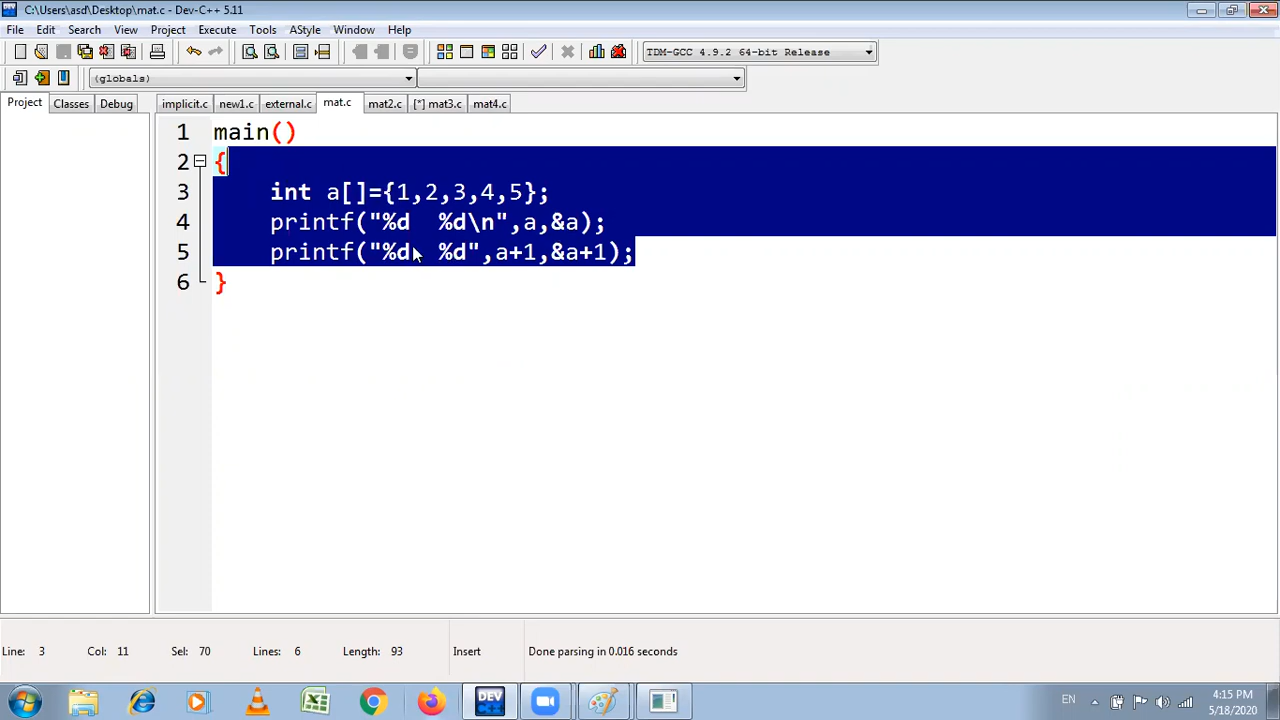 C:\Users\asd\Desktop\mat.c - Dev-C++ 5.11
File Edit Search View Project Execute Tools AStyle Window Help
TDM-GCC 4.9.2 64-bit Release
(globals)
Project Classes Debug implicit.c new1.c external.c mat.c mat2.c [*] mat3.c mat4.c
1 main()
2 {
3 int a[]={1,2,3,4,5};
4 printf("%d  %d\n",a,&a);
5 printf("%d  %d",a+1,&a+1);
6 }
Line: 3 Col: 11 Sel: 70 Lines: 6 Length: 93 Insert Done parsing in 0.016 seconds
DEV
EN
4:15 PM
5/18/2020